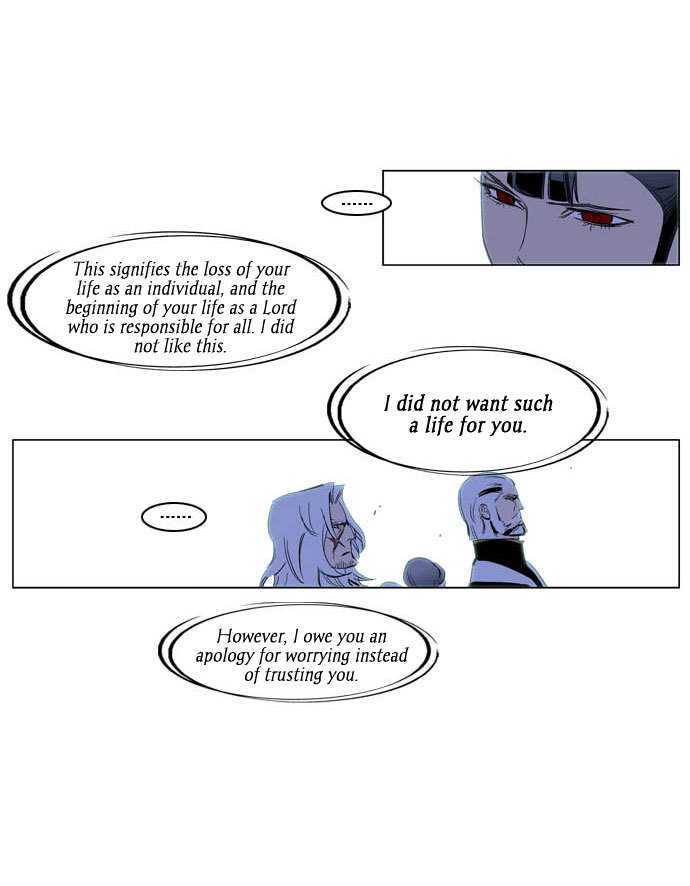 ......
This signifies the loss of your
life as an individual, and the
beginning of your life as a Lord
who is responsible for all. I did
not like this.
I did not want such
a life for you.
......
However, I owe you an
apology for worrying instead
of trusting you.